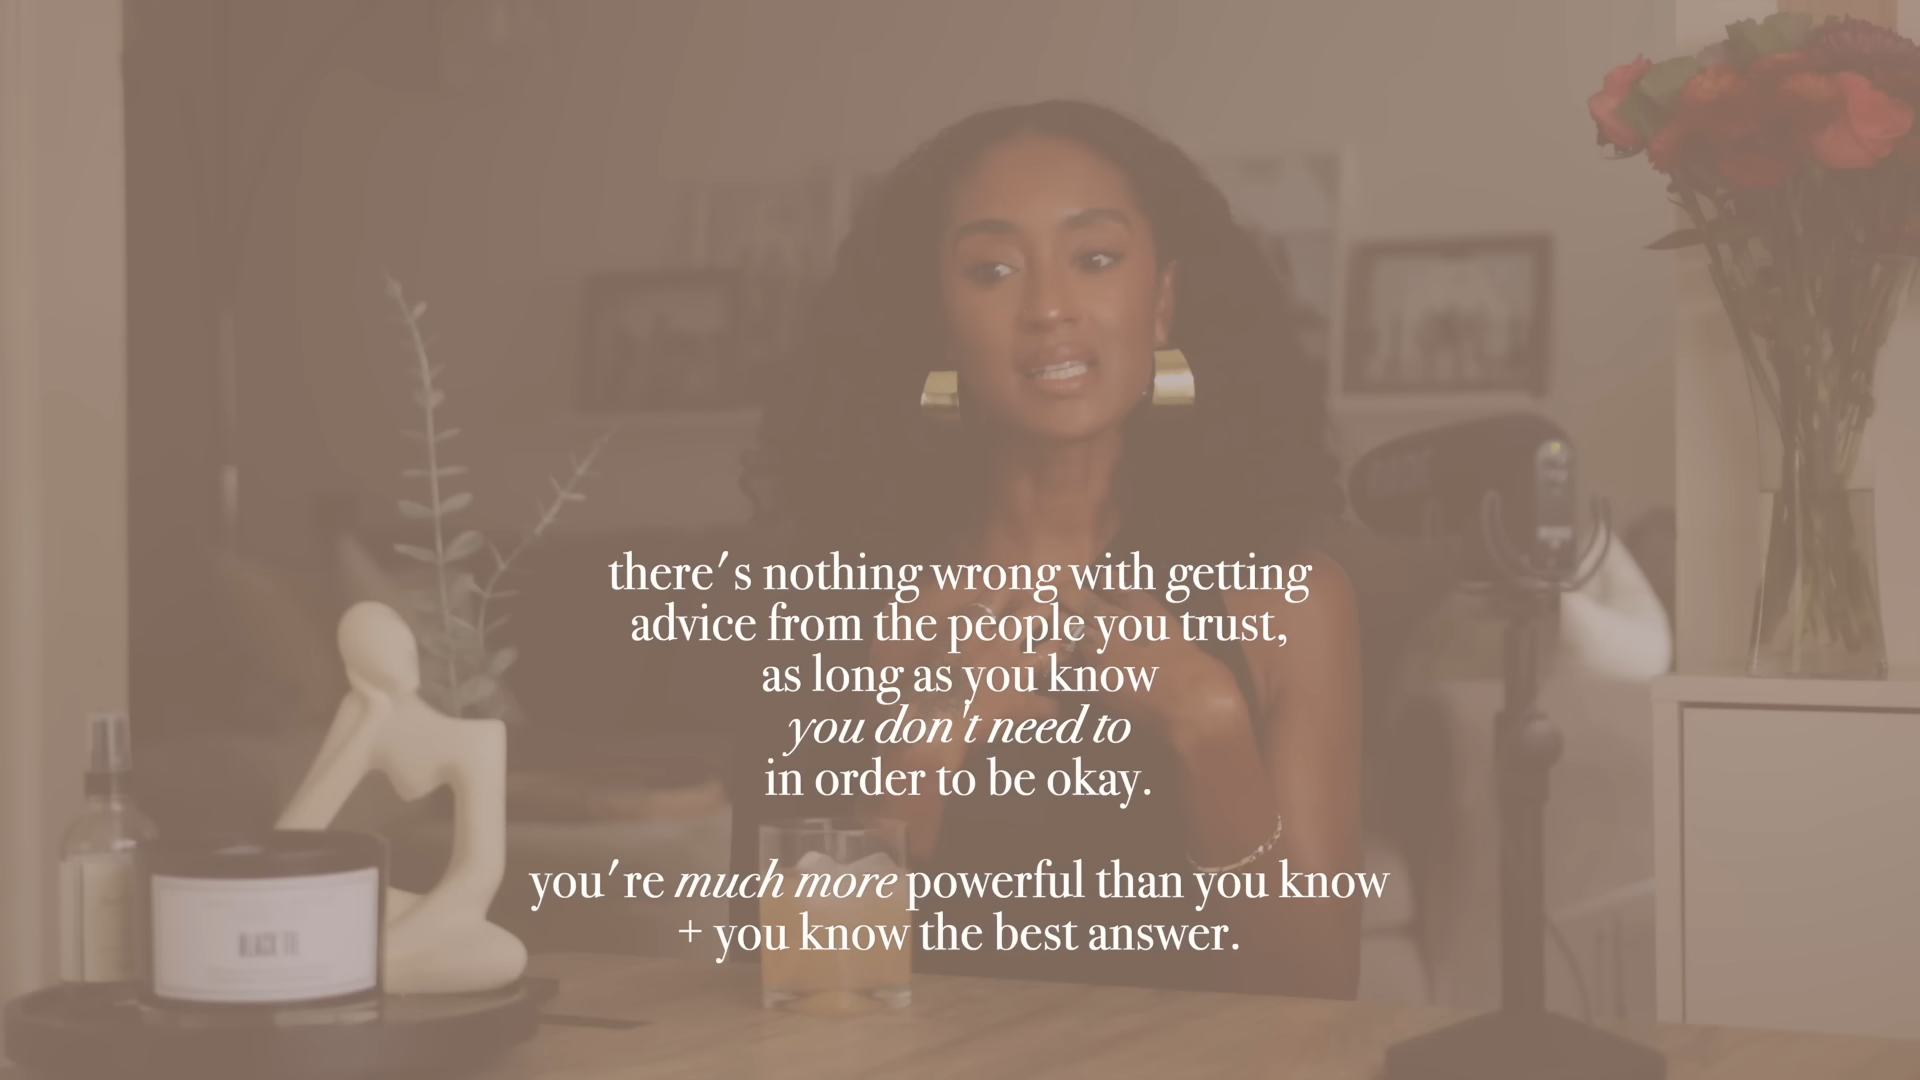 there's nothing wrong with getting
advice from the people you trust,
as long as you know
you don't need to
in order to be okay.
you're much more powerful than you know
+ you know the best answer.